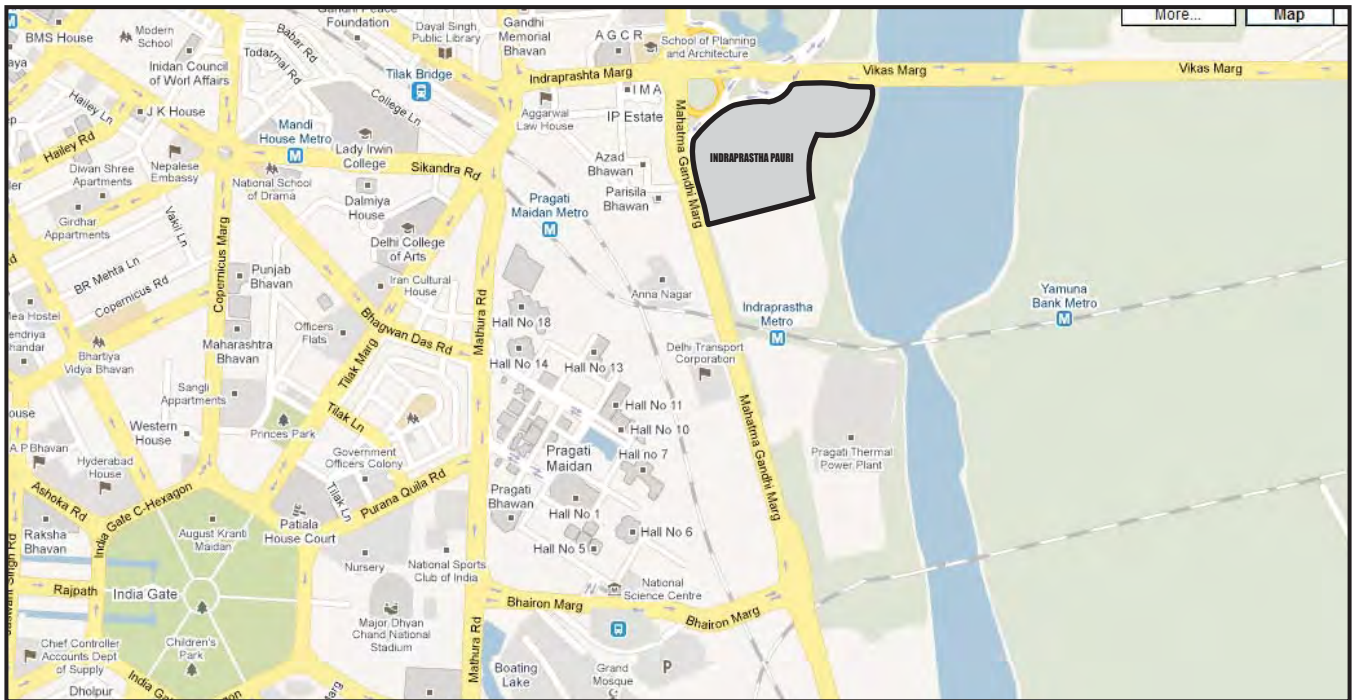 More...
Map
Gandhi Peace
Foundation
Dayal Singh
Public Library
Gandhi
Memorial
Bhavan
A G C R
School of Planning
and Architecture
BMS House
Modern
School
Babar Rd
Todarmal Rd
Inidan Council
of Worl Affairs
Tilak Bridge
College Ln
Indraprashta Marg
Vikas Marg
Vikas Marg
Hailey Ln
J K House
Mandi
House Metro
Aggarwal
Law House
I M A
IP Estate
Mahatma Gandhi Marg
INDRAPRASTHA PAURI
Hailey Rd
Diwan Shree
Apartments
Nepalese
Embassy
Lady Irwin
College
Sikandra Rd
Azad
Bhawan
National School
of Drama
Dalmiya
House
Pragati
Maidan Metro
Parisila
Bhawan
Girdhar
Appartments
Vakil Ln
Copernicus Marg
Delhi College
of Arts
BR Mehta Ln
Copernicus Rd
Punjab
Bhavan
Iran Cultural
House
Mathura Rd
Anna Nagar
Indraprastha
Metro
Yamuna
Bank Metro
Officers
Flats
Bhagwan Das Rd
Hall No 18
Bhartiya
Vidya Bhavan
Maharashtra
Bhavan
Tilak Marg
Hall No 14
Hall No 13
Delhi Transport
Corporation
Sangli
Appartments
Hall No 11
Mahatma Gandhi Marg
Western
House
Princes Park
Tilak Ln
Hall No 10
A P Bhavan
Hyderabad
House
Government
Officers Colony
Pragati
Maidan
Hall no 7
Pragati Thermal
Power Plant
Ashoka Rd
India Gate C-Hexagon
Tilak Ln
Purana Quila Rd
Pragati
Bhawan
Hall No 1
Raksha
Bhavan
August Kranti
Maidan
Patiala
House Court
Hall No 6
Hall No 5
Nursery
National Sports
Club of India
Rajpath
India Gate
National
Science Centre
Bhairon Marg
Bhairon Marg
Major Dhyan
Chand National
Stadium
Mathura Rd
Chief Controller
Accounts Dept
of Supply
Children's
Park
Boating
Lake
Grand
Mosque
P
Dholpur